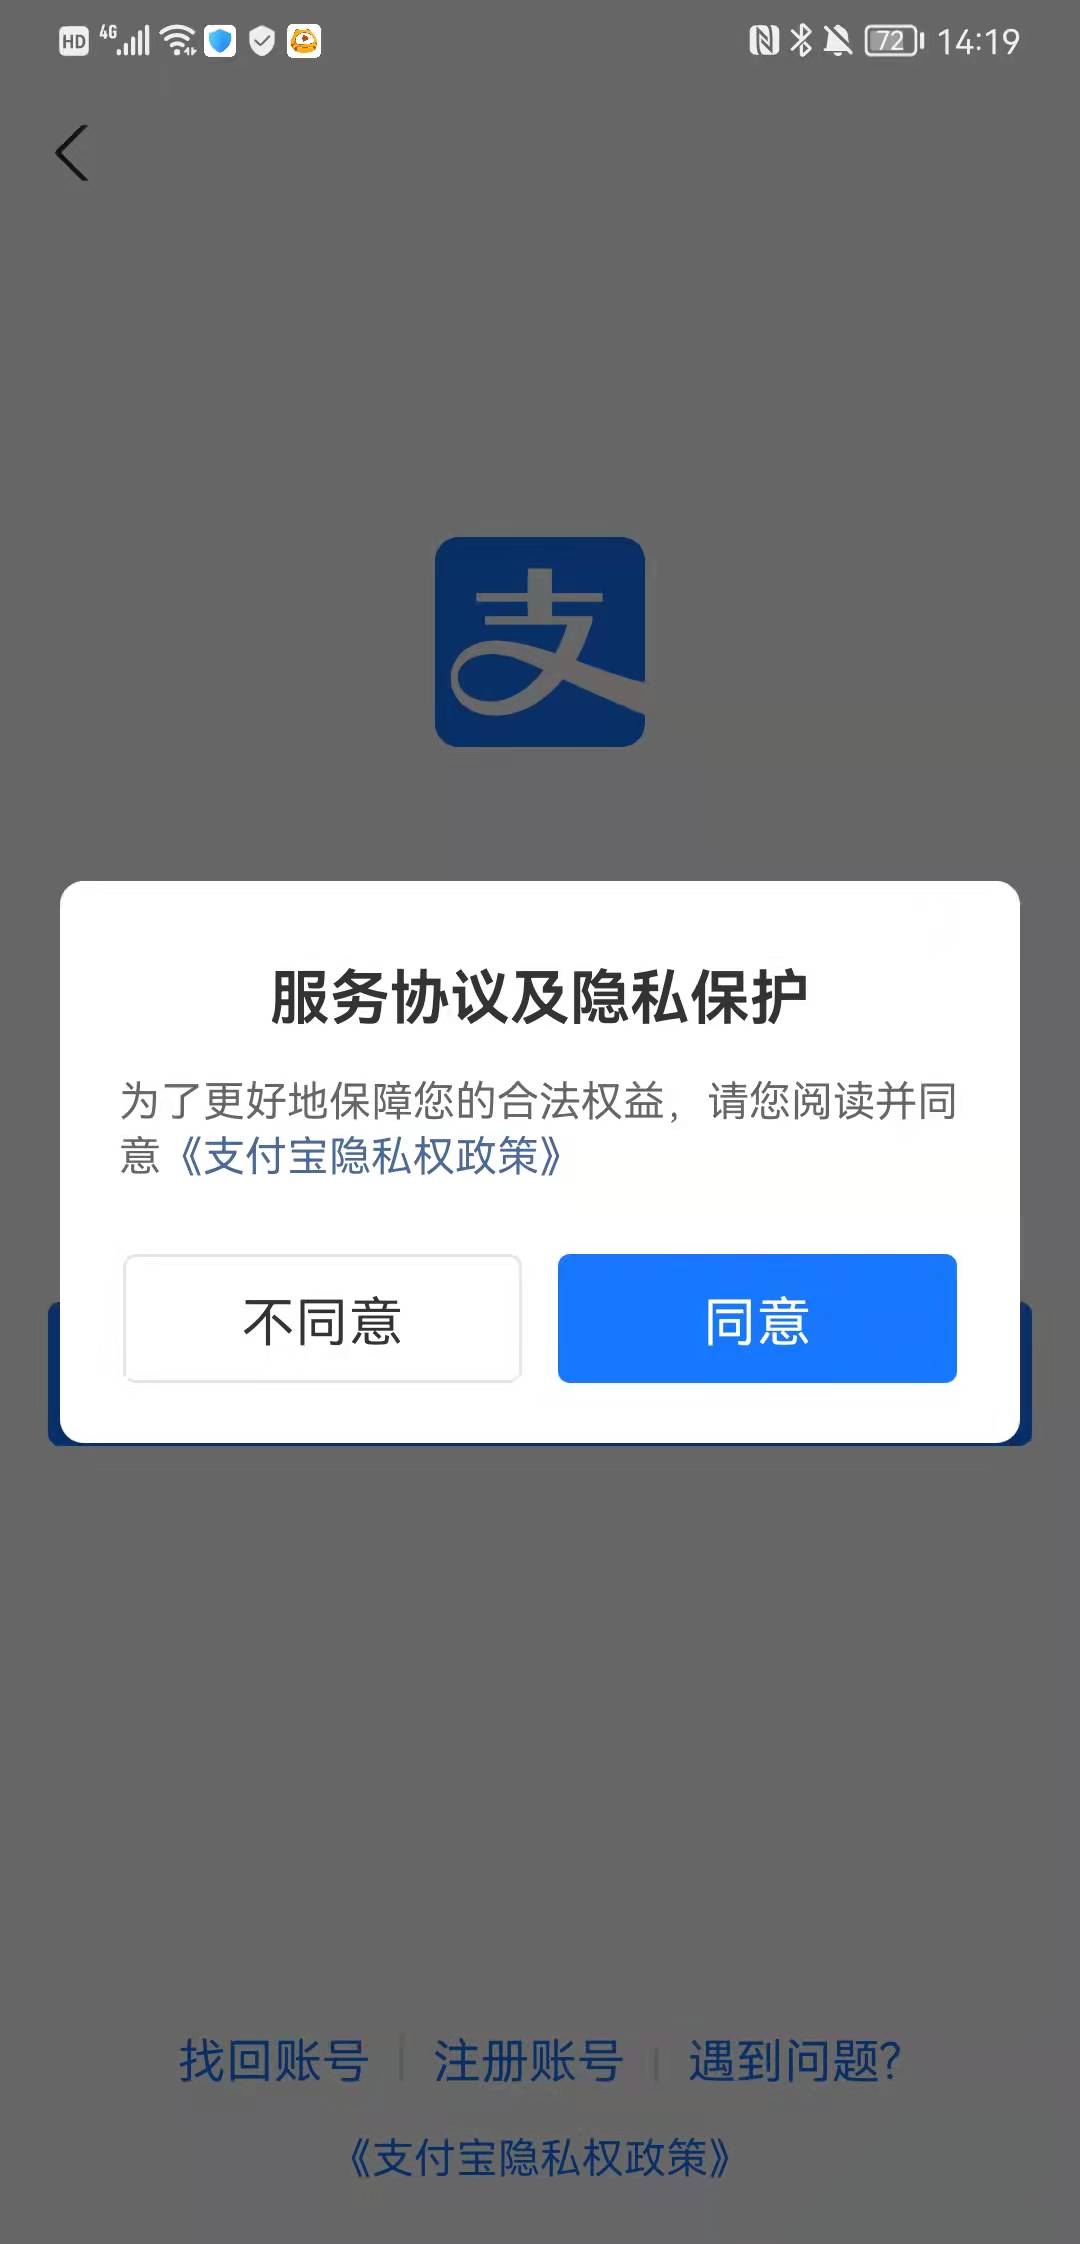 HD 4G 72 14:19
支
服务协议及隐私保护
为了更好地保障您的合法权益，请您阅读并同
意《支付宝隐私权政策》
不同意 同意
找回账号 注册账号 遇到问题?
《支付宝隐私权政策》